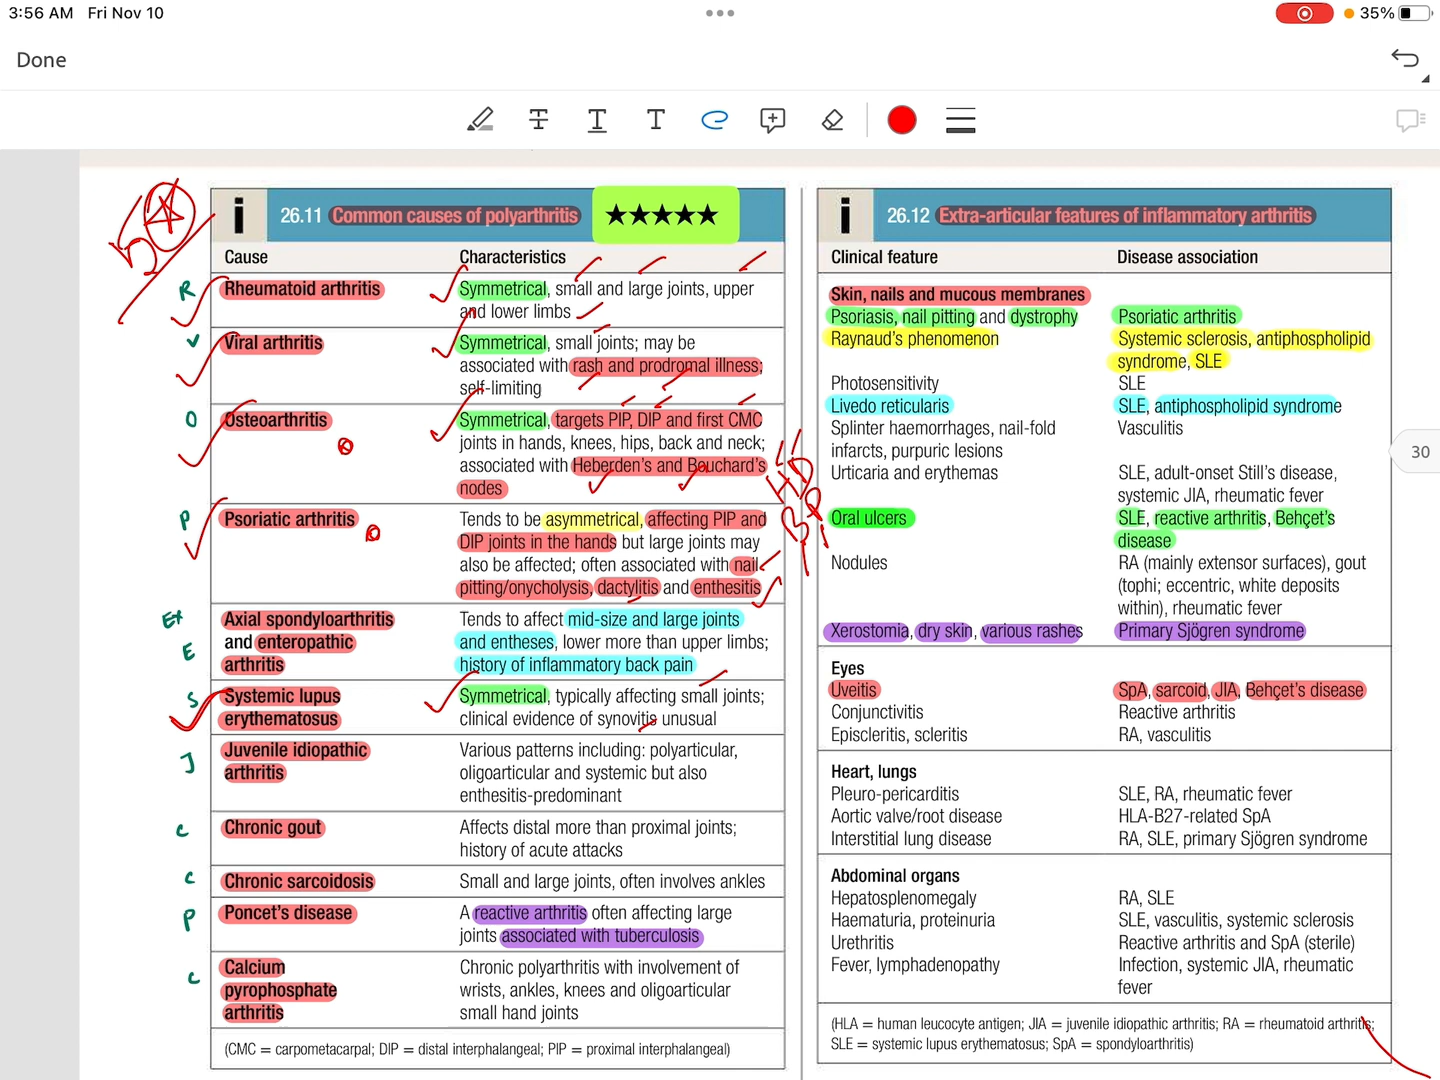 3:56 AM Fri Nov 10
35%
Done
30
5
i 26.11 Common causes of polyarthritis ★★★★★
Cause Characteristics
R Rheumatoid arthritis Symmetrical, small and large joints, upper
and lower limbs
V Viral arthritis Symmetrical, small joints; may be
associated with rash and prodromal illness;
self-limiting
O Osteoarthritis Symmetrical, targets PIP, DIP and first CMC
joints in hands, knees, hips, back and neck;
associated with Heberden's and Bouchard's
nodes
HD
BP
P Psoriatic arthritis Tends to be asymmetrical, affecting PIP and
DIP joints in the hands but large joints may
also be affected; often associated with nail
pitting/onycholysis, dactylitis and enthesitis
Axial spondyloarthritis Tends to affect mid-size and large joints
E and enteropathic and entheses, lower more than upper limbs;
arthritis history of inflammatory back pain
S Systemic lupus Symmetrical, typically affecting small joints;
erythematosus clinical evidence of synovitis unusual
J Juvenile idiopathic Various patterns including: polyarticular,
arthritis oligoarticular and systemic but also
enthesitis-predominant
C Chronic gout Affects distal more than proximal joints;
history of acute attacks
C Chronic sarcoidosis Small and large joints, often involves ankles
P Poncet's disease A reactive arthritis often affecting large
joints associated with tuberculosis
C Calcium Chronic polyarthritis with involvement of
pyrophosphate wrists, ankles, knees and oligoarticular
arthritis small hand joints
(CMC = carpometacarpal; DIP = distal interphalangeal; PIP = proximal interphalangeal)
i 26.12 Extra-articular features of inflammatory arthritis
Clinical feature Disease association
Skin, nails and mucous membranes
Psoriasis, nail pitting and dystrophy Psoriatic arthritis
Raynaud's phenomenon Systemic sclerosis, antiphospholipid
syndrome, SLE
Photosensitivity SLE
Livedo reticularis SLE, antiphospholipid syndrome
Splinter haemorrhages, nail-fold Vasculitis
infarcts, purpuric lesions
Urticaria and erythemas SLE, adult-onset Still's disease,
systemic JIA, rheumatic fever
Oral ulcers SLE, reactive arthritis, Behçet's
disease
Nodules RA (mainly extensor surfaces), gout
(tophi; eccentric, white deposits
within), rheumatic fever
Xerostomia, dry skin, various rashes Primary Sjögren syndrome
Eyes
Uveitis SpA, sarcoid, JIA, Behçet's disease
Conjunctivitis Reactive arthritis
Episcleritis, scleritis RA, vasculitis
Heart, lungs
Pleuro-pericarditis SLE, RA, rheumatic fever
Aortic valve/root disease HLA-B27-related SpA
Interstitial lung disease RA, SLE, primary Sjögren syndrome
Abdominal organs
Hepatosplenomegaly RA, SLE
Haematuria, proteinuria SLE, vasculitis, systemic sclerosis
Urethritis Reactive arthritis and SpA (sterile)
Fever, lymphadenopathy Infection, systemic JIA, rheumatic
fever
(HLA = human leucocyte antigen; JIA = juvenile idiopathic arthritis; RA = rheumatoid arthritis;
SLE = systemic lupus erythematosus; SpA = spondyloarthritis)